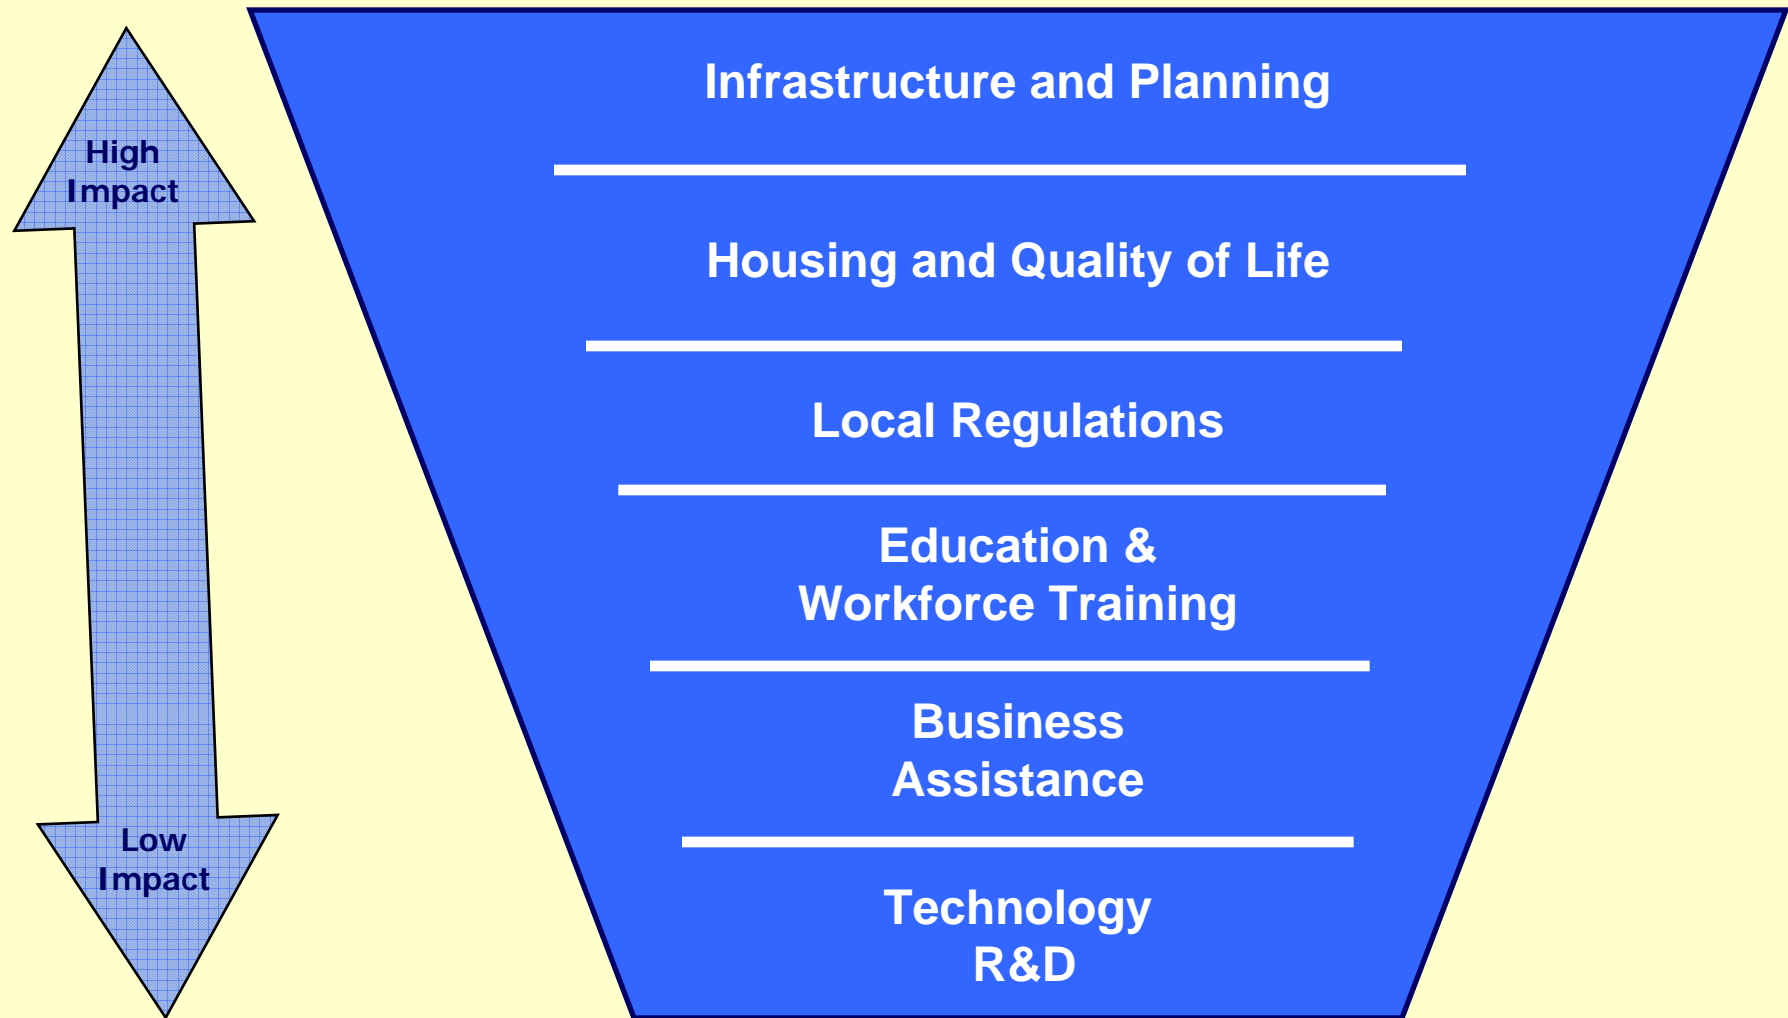 High
Impact
Infrastructure and Planning
Housing and Quality of Life
Local Regulations
Education &
Workforce Training
Business
Assistance
Low
Impact
Technology
R&D